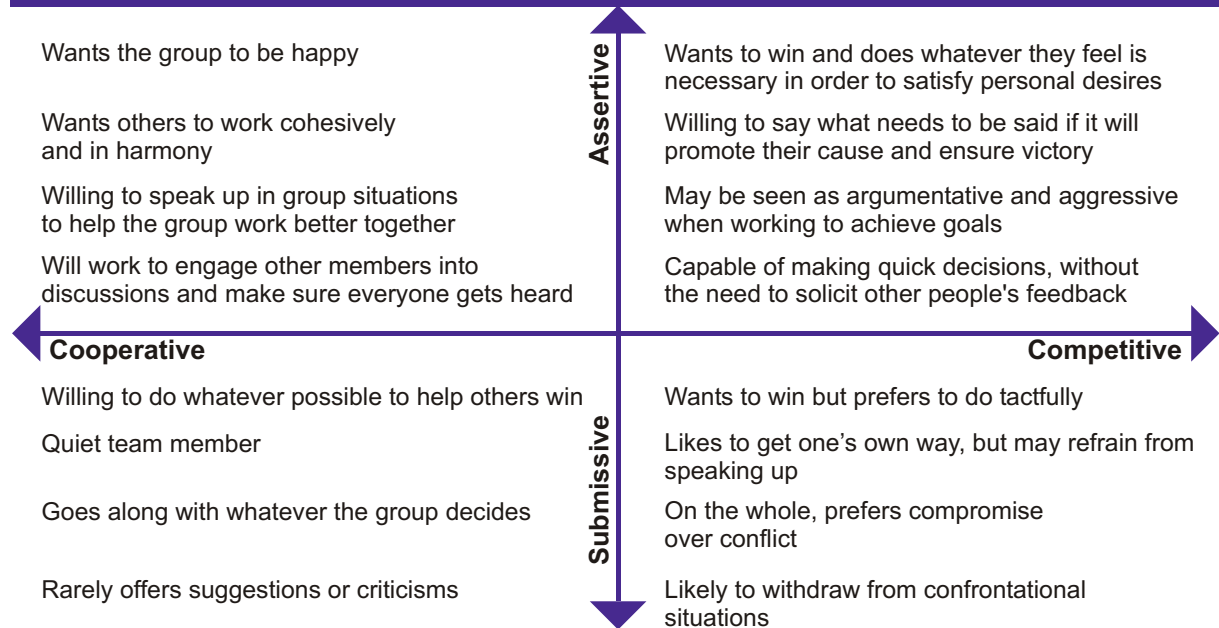 Wants the group to be happy
Wants others to work cohesively
and in harmony
Willing to speak up in group situations
to help the group work better together
Will work to engage other members into
discussions and make sure everyone gets heard
Assertive
Wants to win and does whatever they feel is
necessary in order to satisfy personal desires
Willing to say what needs to be said if it will
promote their cause and ensure victory
May be seen as argumentative and aggressive
when working to achieve goals
Capable of making quick decisions, without
the need to solicit other people's feedback
Cooperative
Competitive
Willing to do whatever possible to help others win
Quiet team member
Goes along with whatever the group decides
Rarely offers suggestions or criticisms
Submissive
Wants to win but prefers to do tactfully
Likes to get one’s own way, but may refrain from
speaking up
On the whole, prefers compromise
over conflict
Likely to withdraw from confrontational
situations